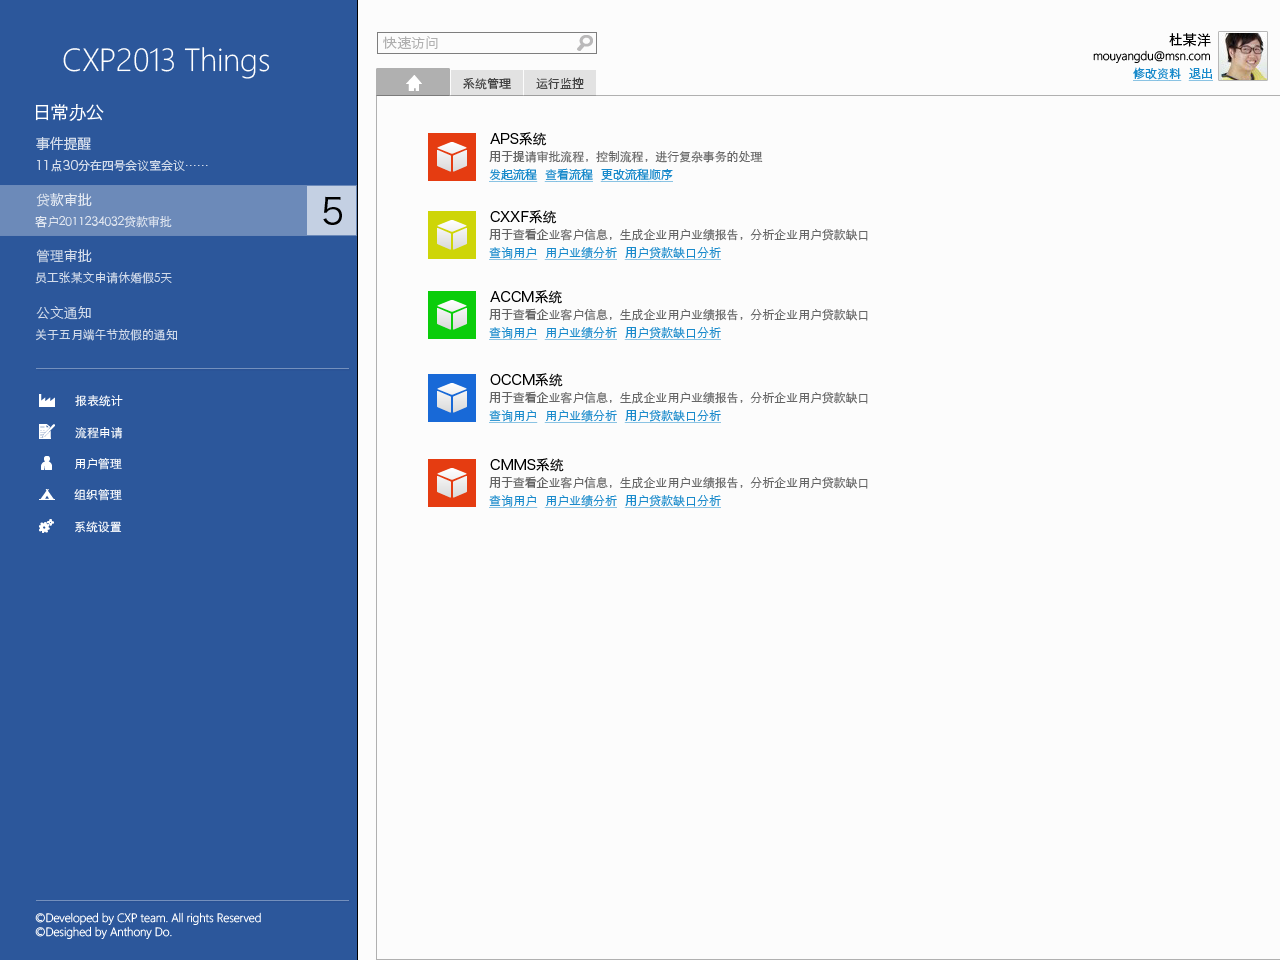 CXP2013 Things
日常办公
事件提醒
11点30分在四号会议室会议……
贷款审批
客户2011234032贷款审批
5
管理审批
员工张某文申请休婚假5天
公文通知
关于五月端午节放假的通知
报表统计
流程申请
用户管理
组织管理
系统设置
©Developed by CXP team. All rights Reserved
©Desighed by Anthony Do.
快速访问
杜某洋
mouyangdu@msn.com
修改资料 退出
系统管理 运行监控
APS系统
用于提请审批流程，控制流程，进行复杂事务的处理
发起流程 查看流程 更改流程顺序
CXXF系统
用于查看企业客户信息，生成企业用户业绩报告，分析企业用户贷款缺口
查询用户 用户业绩分析 用户贷款缺口分析
ACCM系统
用于查看企业客户信息，生成企业用户业绩报告，分析企业用户贷款缺口
查询用户 用户业绩分析 用户贷款缺口分析
OCCM系统
用于查看企业客户信息，生成企业用户业绩报告，分析企业用户贷款缺口
查询用户 用户业绩分析 用户贷款缺口分析
CMMS系统
用于查看企业客户信息，生成企业用户业绩报告，分析企业用户贷款缺口
查询用户 用户业绩分析 用户贷款缺口分析